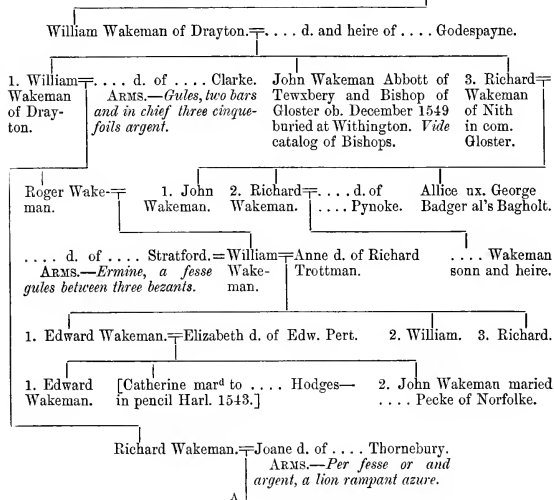 William Wakeman of Drayton.=. . . . d. and heire of . . . . Godespayne.
1. William=. . . . d. of . . . . Clarke.
Wakeman
of Dray-
ton.
ARMS.—Gules, two bars
and in chief three cinque-
foils argent.
John Wakeman Abbott of
Tewxbery and Bishop of
Gloster ob. December 1549
buried at Withington. Vide
catalog of Bishops.
3. Richard=
Wakeman
of Nith
in com.
Gloster.
Roger Wake-=
man.
1. John
Wakeman.
2. Richard=. . . . d. of
Wakeman. . . . . Pynoke.
Allice ux. George
Badger al's Bagholt.
. . . . d. of . . . . Stratford.=William=Anne d. of Richard
ARMS.—Ermine, a fesse
gules between three bezants.
Wake-
man.
Trottman.
. . . . Wakeman
sonn and heire.
1. Edward Wakeman.=Elizabeth d. of Edw. Pert.
2. William.
3. Richard.
1. Edward
Wakeman.
[Catherine marᵈ to . . . . Hodges—
in pencil Harl. 1543.]
2. John Wakeman maried
. . . . Pecke of Norfolke.
Richard Wakeman.=Joane d. of . . . . Thornebury.
ARMS.—Per fesse or and
argent, a lion rampant azure.
A